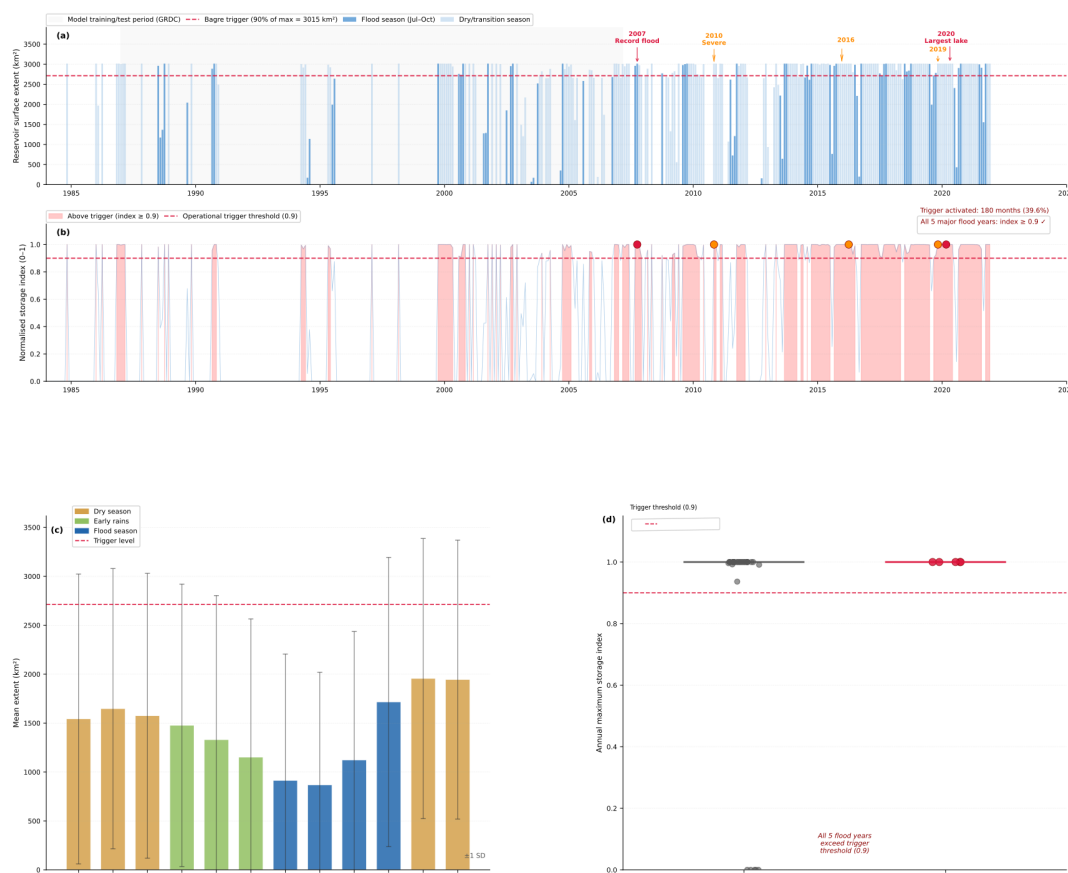 Model training/test period (GRDC)
Bagre trigger (90% of max = 3015 km²)
Flood season (Jul–Oct)
Dry/transition season
(a)
2007
Record flood
2010
Severe
2016
2020
Largest lake
2019
Reservoir surface extent (km²)
3500
3000
2500
2000
1500
1000
500
0
1985
1990
1995
2000
2005
2010
2015
2020
Above trigger (index ≥ 0.9)
Operational trigger threshold (0.9)
Trigger activated: 180 months (39.6%)
All 5 major flood years: index ≥ 0.9 ✓
(b)
Normalised storage index (0–1)
1.0
0.8
0.6
0.4
0.2
0.0
1985
1990
1995
2000
2005
2010
2015
2020
Dry season
Early rains
Flood season
Trigger level
(c)
Mean extent (km²)
3500
3000
2500
2000
1500
1000
500
0
±1 SD
Trigger threshold (0.9)
(d)
Annual maximum storage index
1.0
0.8
0.6
0.4
0.2
0.0
All 5 flood years
exceed trigger
threshold (0.9)